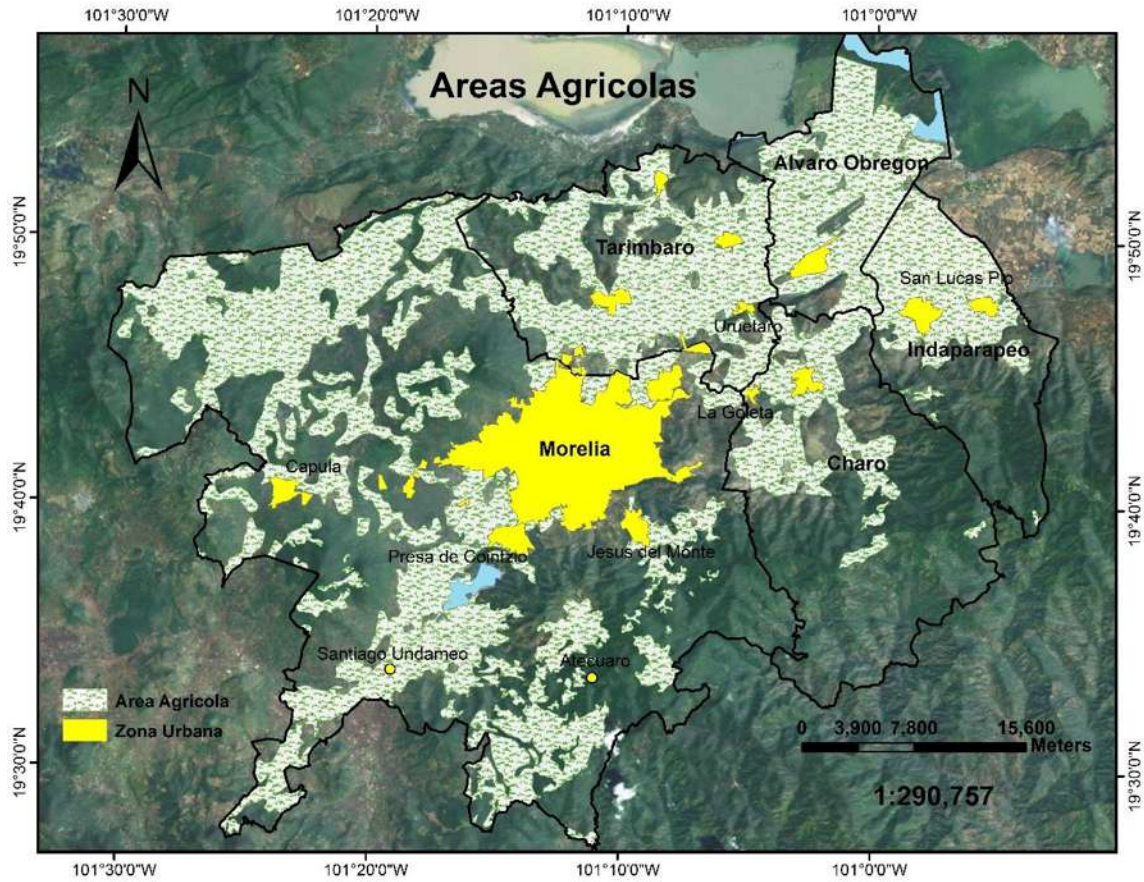 101°30'0"W
101°20'0"W
101°10'0"W
101°0'0"W
Areas Agricolas
N
Alvaro Obregon
19°50'0"N
19°50'0"N
Tarimbaro
San Lucas Pio
Uruetaro
Indaparapeo
La Goleta
Morelia
Charo
Capula
19°40'0"N
19°40'0"N
Presa de Cointzio
Jesus del Monte
Santiago Undameo
Atecuaro
Area Agricola
Zona Urbana
0 3,900 7,800 15,600
Meters
19°30'0"N
19°30'0"N
1:290,757
101°30'0"W
101°20'0"W
101°10'0"W
101°0'0"W